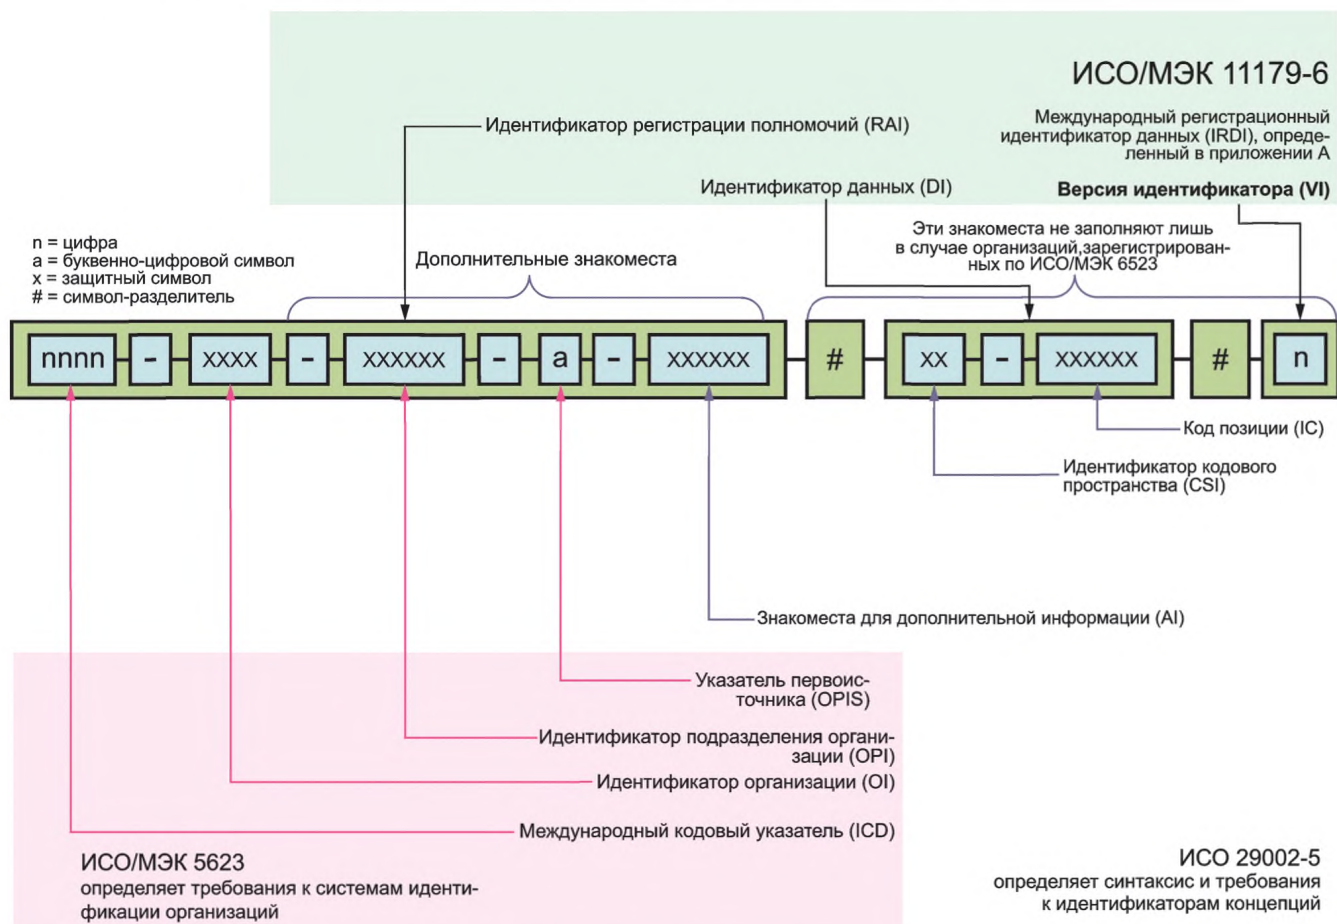 ИСО/МЭК 11179-6
Международный регистрационный
идентификатор данных (IRDI), опреде-
ленный в приложении А
Идентификатор регистрации полномочий (RAI)
Идентификатор данных (DI)
Версия идентификатора (VI)
n = цифра
a = буквенно-цифровой символ
x = защитный символ
# = символ-разделитель
Дополнительные знакоместа
Эти знакоместа не заполняют лишь
в случае организаций,зарегистрирован-
ных по ИСО/МЭК 6523
nnnn - xxxx - xxxxxx - a - xxxxxx # xx - xxxxxx # n
Код позиции (IC)
Идентификатор кодового
пространства (CSI)
Знакоместа для дополнительной информации (AI)
Указатель первоис-
точника (OPIS)
Идентификатор подразделения органи-
зации (OPI)
Идентификатор организации (OI)
Международный кодовый указатель (ICD)
ИСО/МЭК 5623
определяет требования к системам иденти-
фикации организаций
ИСО 29002-5
определяет синтаксис и требования
к идентификаторам концепций